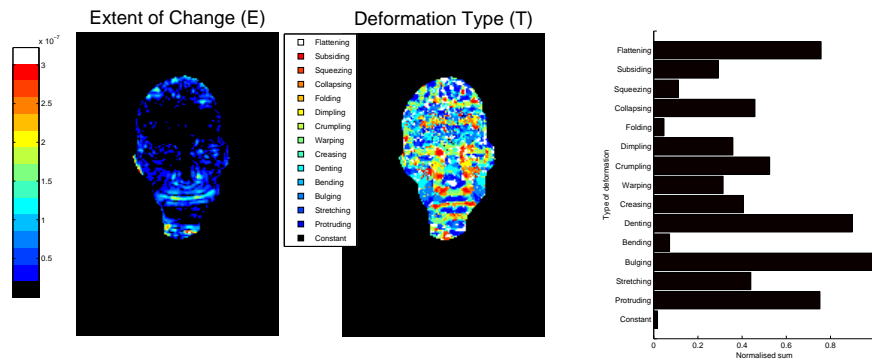 Extent of Change (E)
Deformation Type (T)
x 10⁻⁷
3
2.5
2
1.5
1
0.5
Flattening
Subsiding
Squeezing
Collapsing
Folding
Dimpling
Crumpling
Warping
Creasing
Denting
Bending
Bulging
Stretching
Protruding
Constant
Type of deformation
Flattening
Subsiding
Squeezing
Collapsing
Folding
Dimpling
Crumpling
Warping
Creasing
Denting
Bending
Bulging
Stretching
Protruding
Constant
0 0.2 0.4 0.6 0.8
Normalised sum